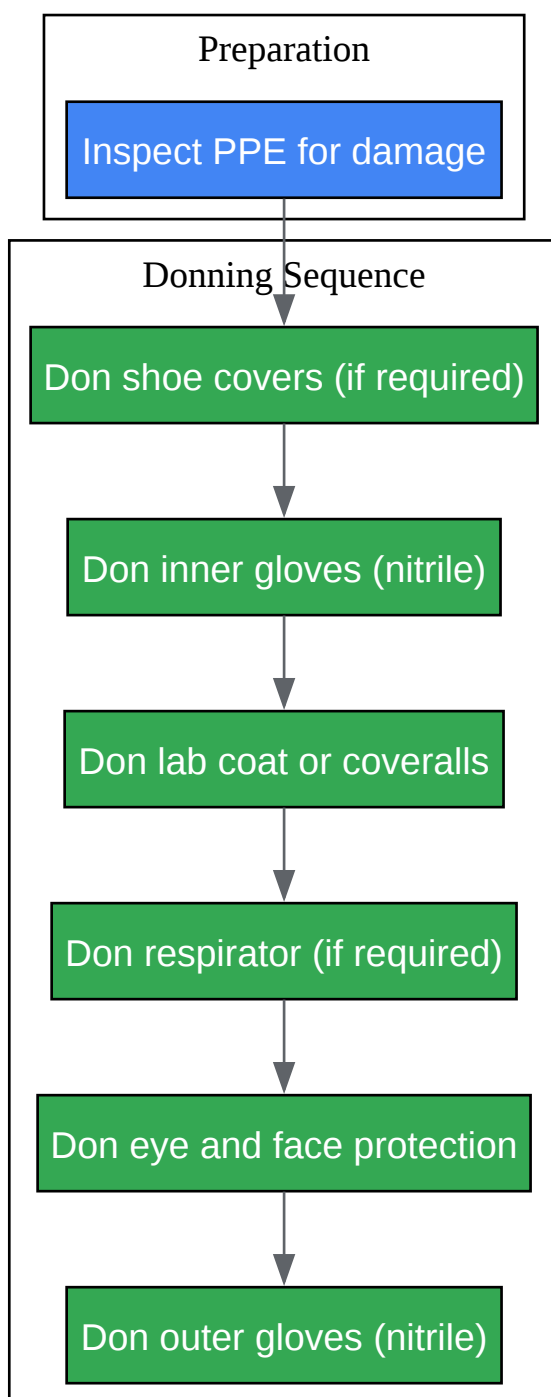 Preparation
Inspect PPE for damage
Donning Sequence
Don shoe covers (if required)
Don inner gloves (nitrile)
Don lab coat or coveralls
Don respirator (if required)
Don eye and face protection
Don outer gloves (nitrile)